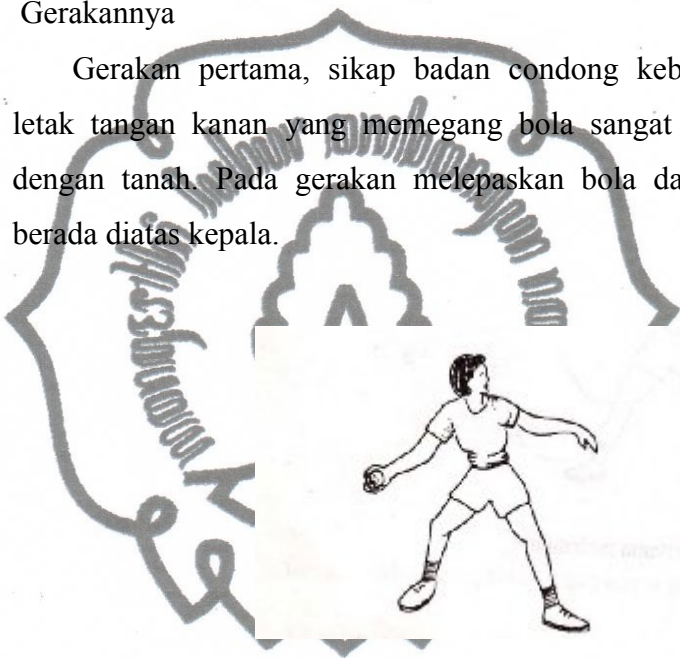 Gerakannya
Gerakan pertama, sikap badan condong keb
letak tangan kanan yang memegang bola sangat
dengan tanah. Pada gerakan melepaskan bola da
berada diatas kepala.